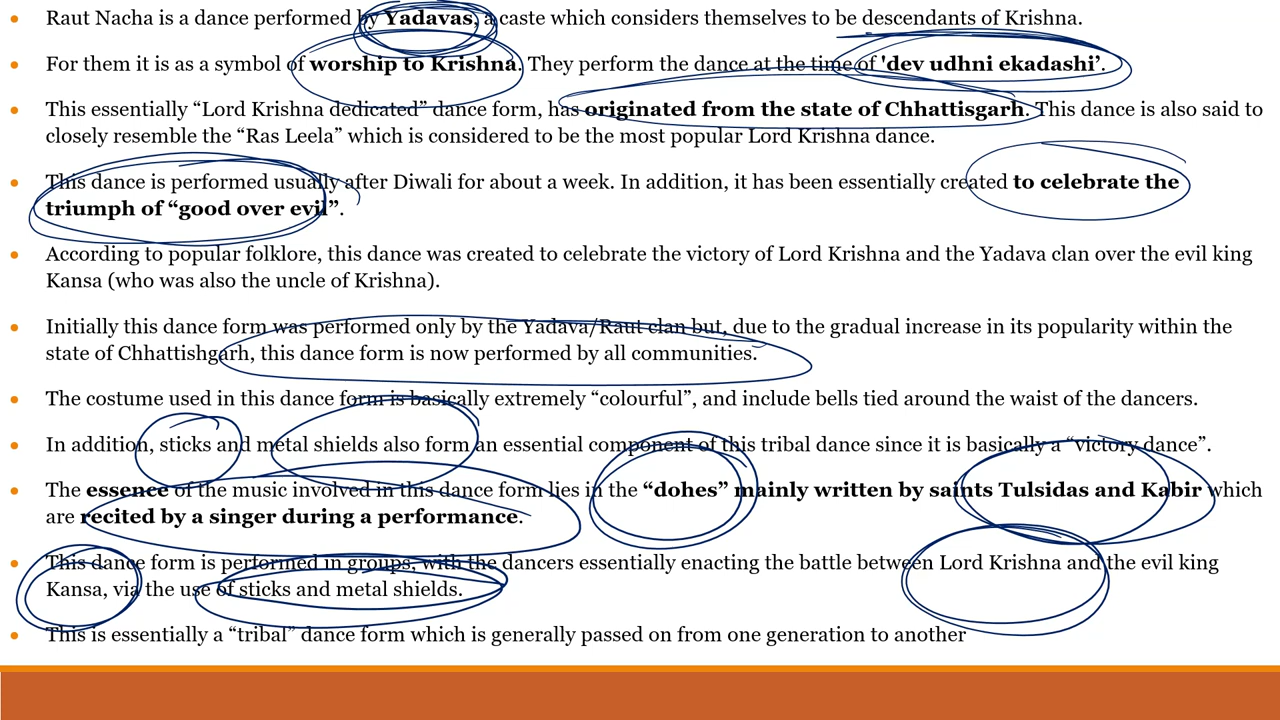 Raut Nacha is a dance performed by Yadavas, a caste which considers themselves to be descendants of Krishna.
For them it is as a symbol of worship to Krishna. They perform the dance at the time of 'dev udhni ekadashi’.
This essentially “Lord Krishna dedicated” dance form, has originated from the state of Chhattisgarh. This dance is also said to
closely resemble the “Ras Leela” which is considered to be the most popular Lord Krishna dance.
This dance is performed usually after Diwali for about a week. In addition, it has been essentially created to celebrate the
triumph of “good over evil”.
According to popular folklore, this dance was created to celebrate the victory of Lord Krishna and the Yadava clan over the evil king
Kansa (who was also the uncle of Krishna).
Initially this dance form was performed only by the Yadava/Raut clan but, due to the gradual increase in its popularity within the
state of Chhattishgarh, this dance form is now performed by all communities.
The costume used in this dance form is basically extremely “colourful”, and include bells tied around the waist of the dancers.
In addition, sticks and metal shields also form an essential component of this tribal dance since it is basically a “victory dance”.
The essence of the music involved in this dance form lies in the “dohes” mainly written by saints Tulsidas and Kabir which
are recited by a singer during a performance.
This dance form is performed in groups, with the dancers essentially enacting the battle between Lord Krishna and the evil king
Kansa, via the use of sticks and metal shields.
This is essentially a “tribal” dance form which is generally passed on from one generation to another